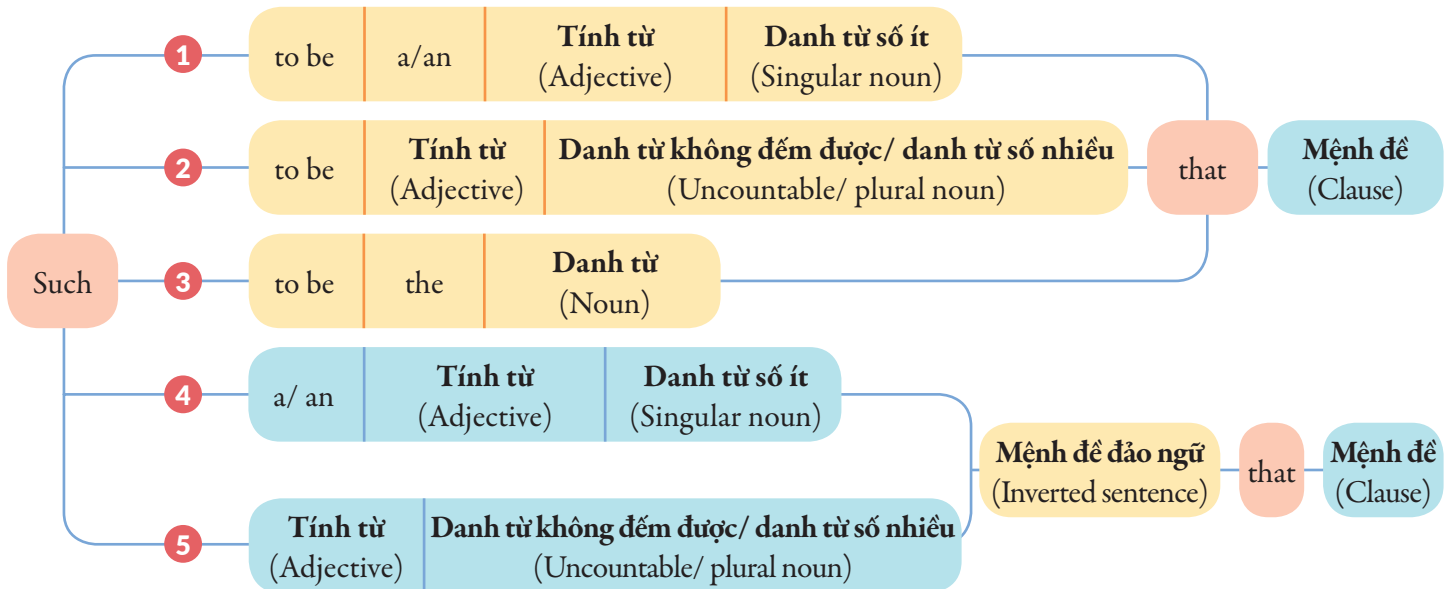 Such
1
to be
a/an
Tính từ
(Adjective)
Danh từ số ít
(Singular noun)
2
to be
Tính từ
(Adjective)
Danh từ không đếm được/ danh từ số nhiều
(Uncountable/ plural noun)
3
to be
the
Danh từ
(Noun)
that
Mệnh đề
(Clause)
4
a/ an
Tính từ
(Adjective)
Danh từ số ít
(Singular noun)
5
Tính từ
(Adjective)
Danh từ không đếm được/ danh từ số nhiều
(Uncountable/ plural noun)
Mệnh đề đảo ngữ
(Inverted sentence)
that
Mệnh đề
(Clause)